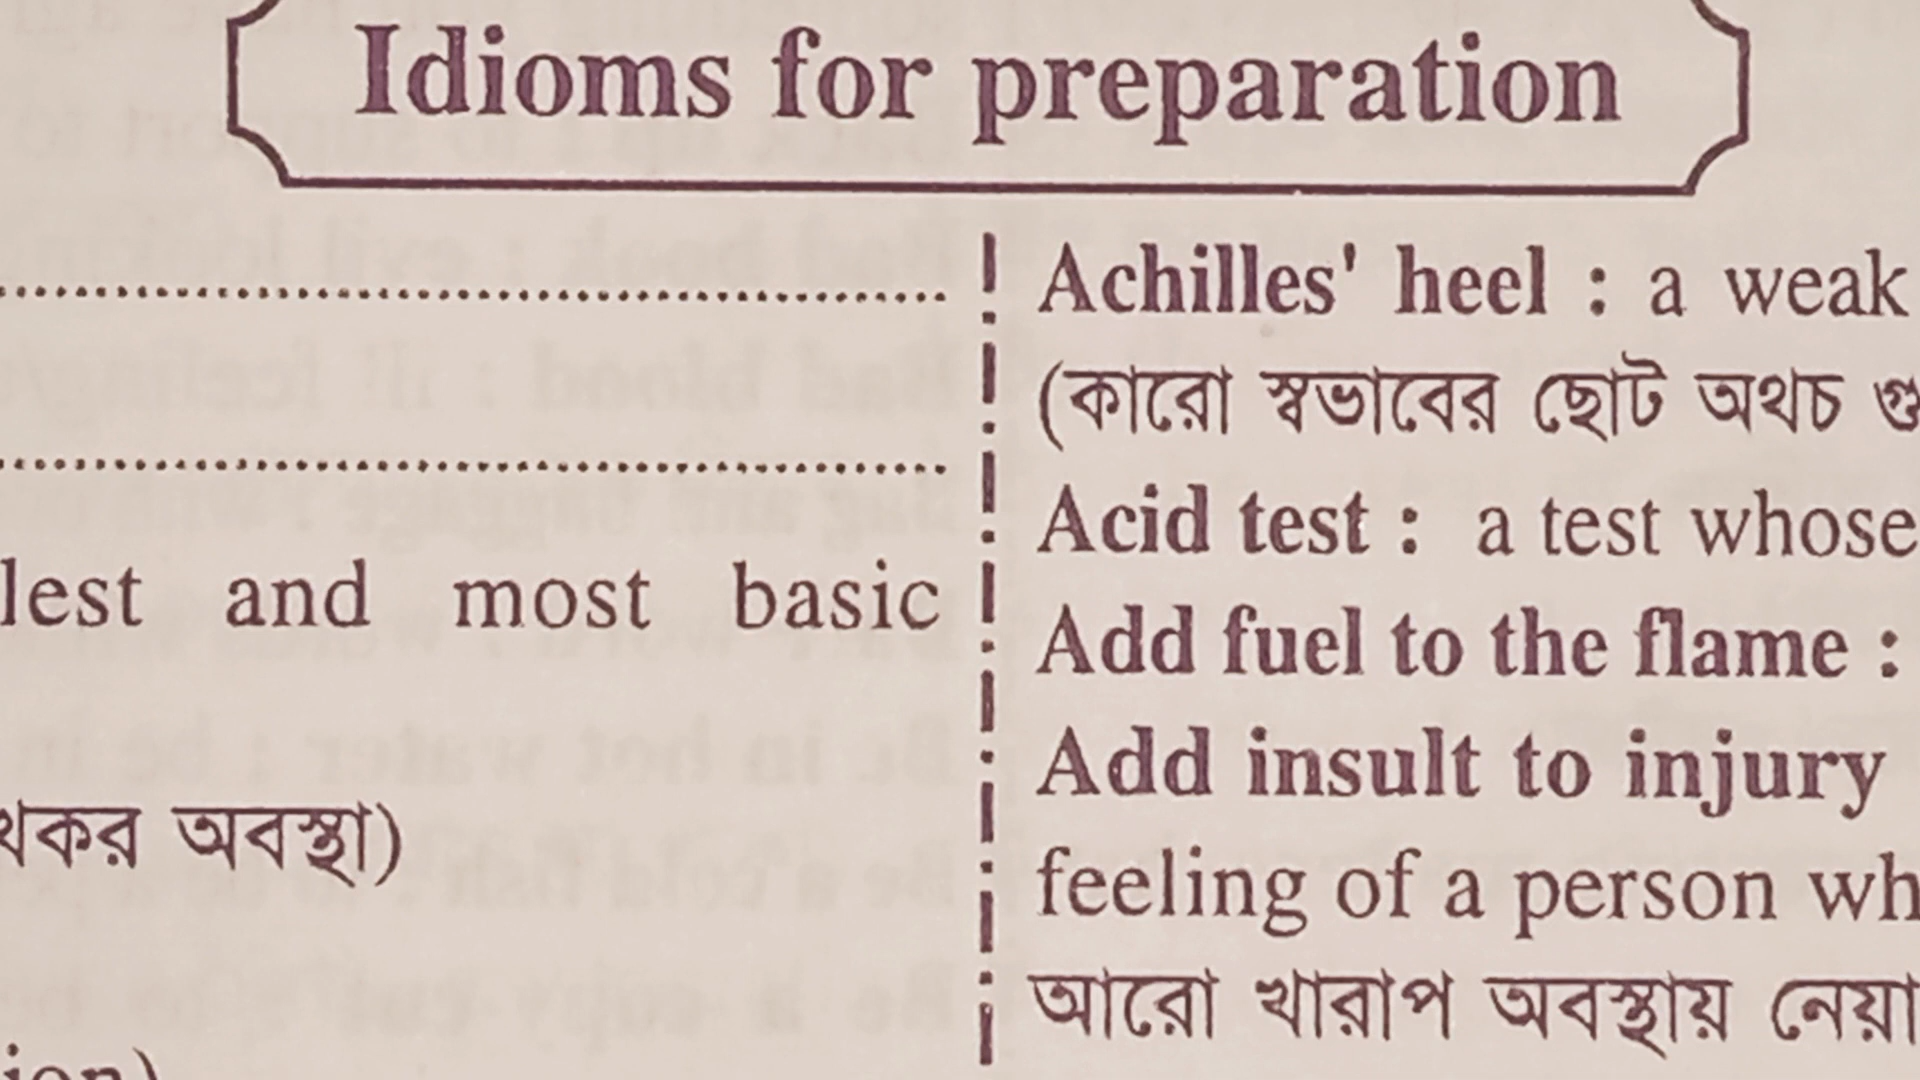 Idioms for preparation
lest and most basic
অবস্থা)
Achilles' heel : a weak
(কারো স্বভাবের ছোট অথচ
Acid test : a test whose
Add fuel to the flame :
Add insult to injury
feeling of a person wh
আরো খারাপ অবস্থায় নেয়া